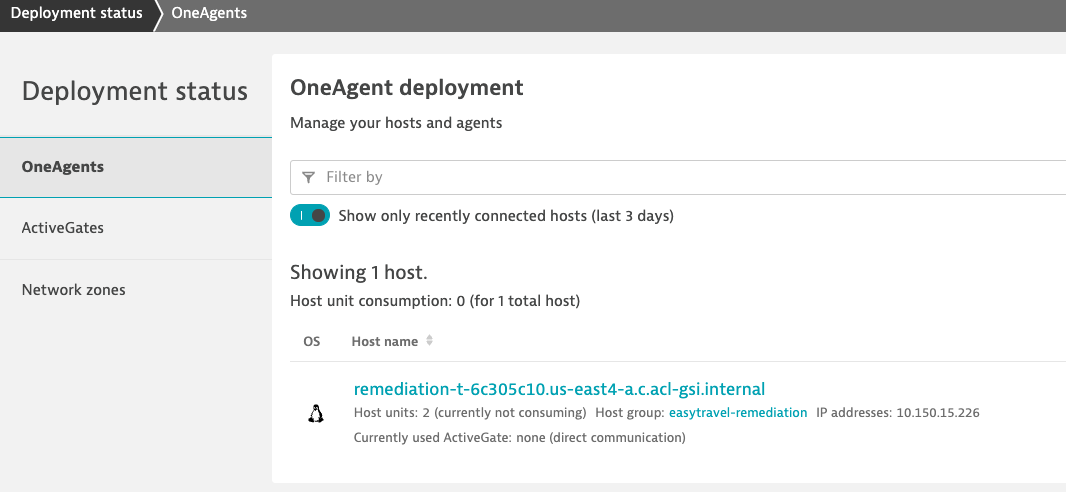 Deployment status OneAgents
Deployment status
OneAgents
ActiveGates
Network zones
OneAgent deployment
Manage your hosts and agents
Filter by
Show only recently connected hosts (last 3 days)
Showing 1 host.
Host unit consumption: 0 (for 1 total host)
OS Host name
remediation-t-6c305c10.us-east4-a.c.acl-gsi.internal
Host units: 2 (currently not consuming) Host group: easytravel-remediation IP addresses: 10.150.15.226
Currently used ActiveGate: none (direct communication)